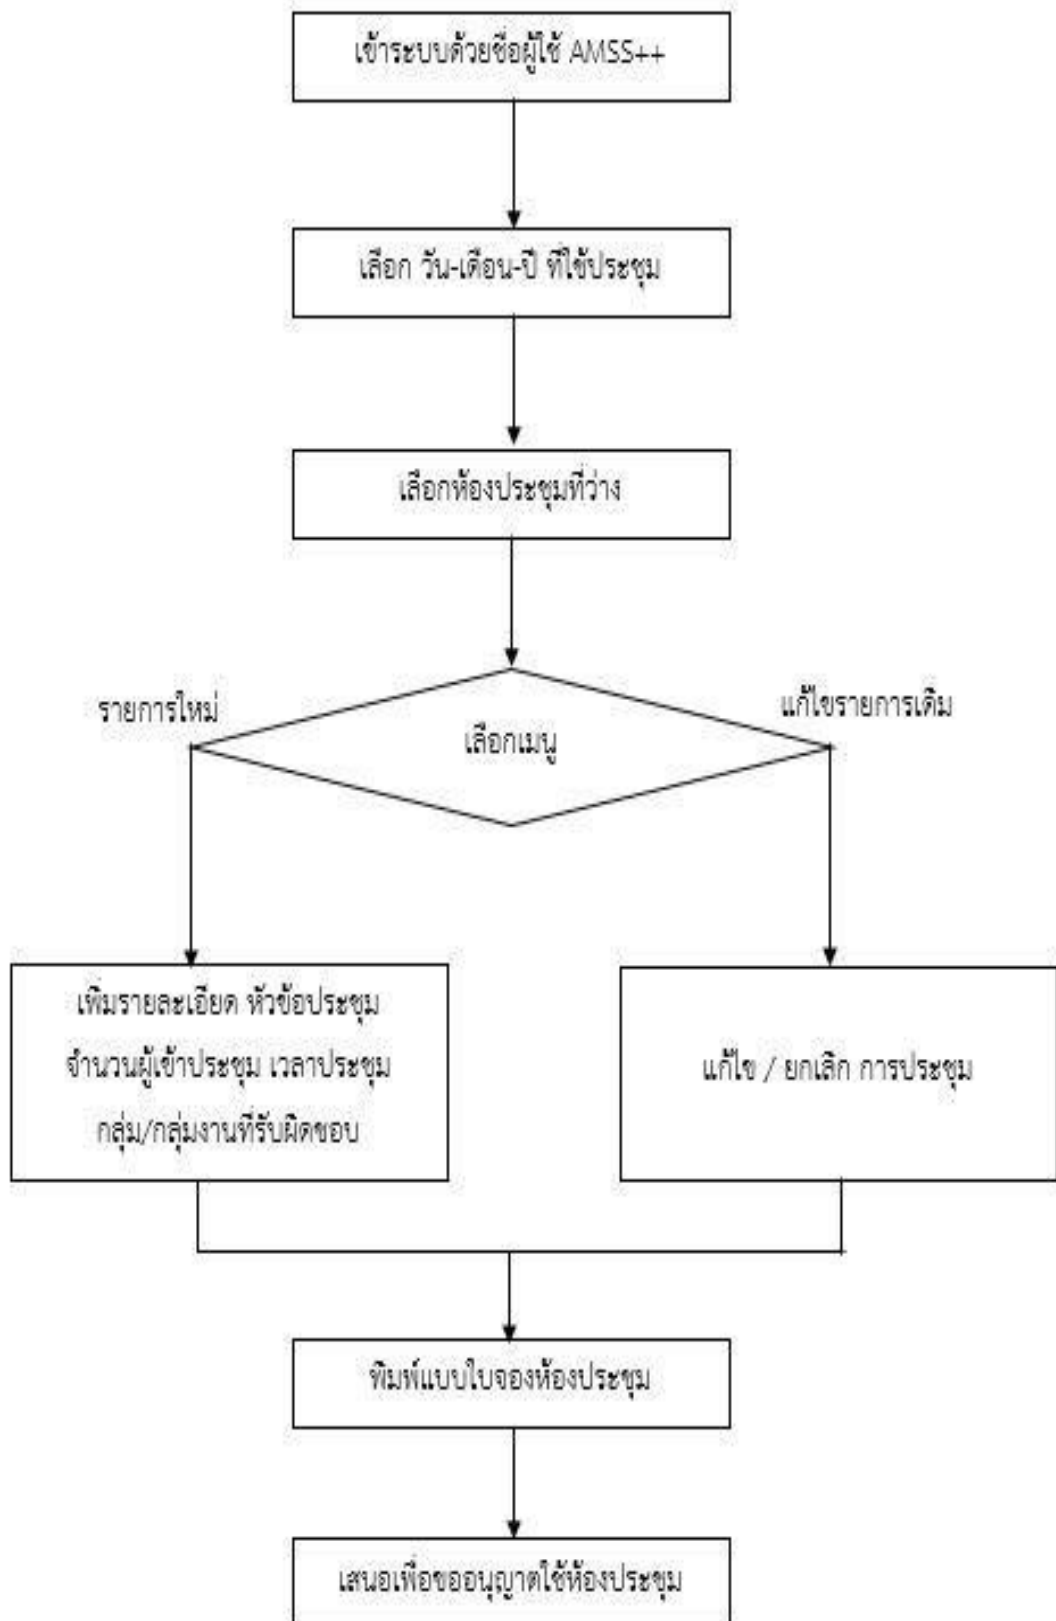 เข้าระบบด้วยชื่อผู้ใช้ AMSS++
เลือก วัน-เดือน-ปี ที่ใช้ประชุม
เลือกห้องประชุมที่ว่าง
รายการใหม่
แก้ไขรายการเดิม
เลือกเมนู
เพิ่มรายละเอียด หัวข้อประชุม
จำนวนผู้เข้าประชุม เวลาประชุม
กลุ่ม/กลุ่มงานที่รับผิดชอบ
แก้ไข / ยกเลิก การประชุม
พิมพ์แบบใบจองห้องประชุม
เสนอเพื่อขออนุญาตใช้ห้องประชุม